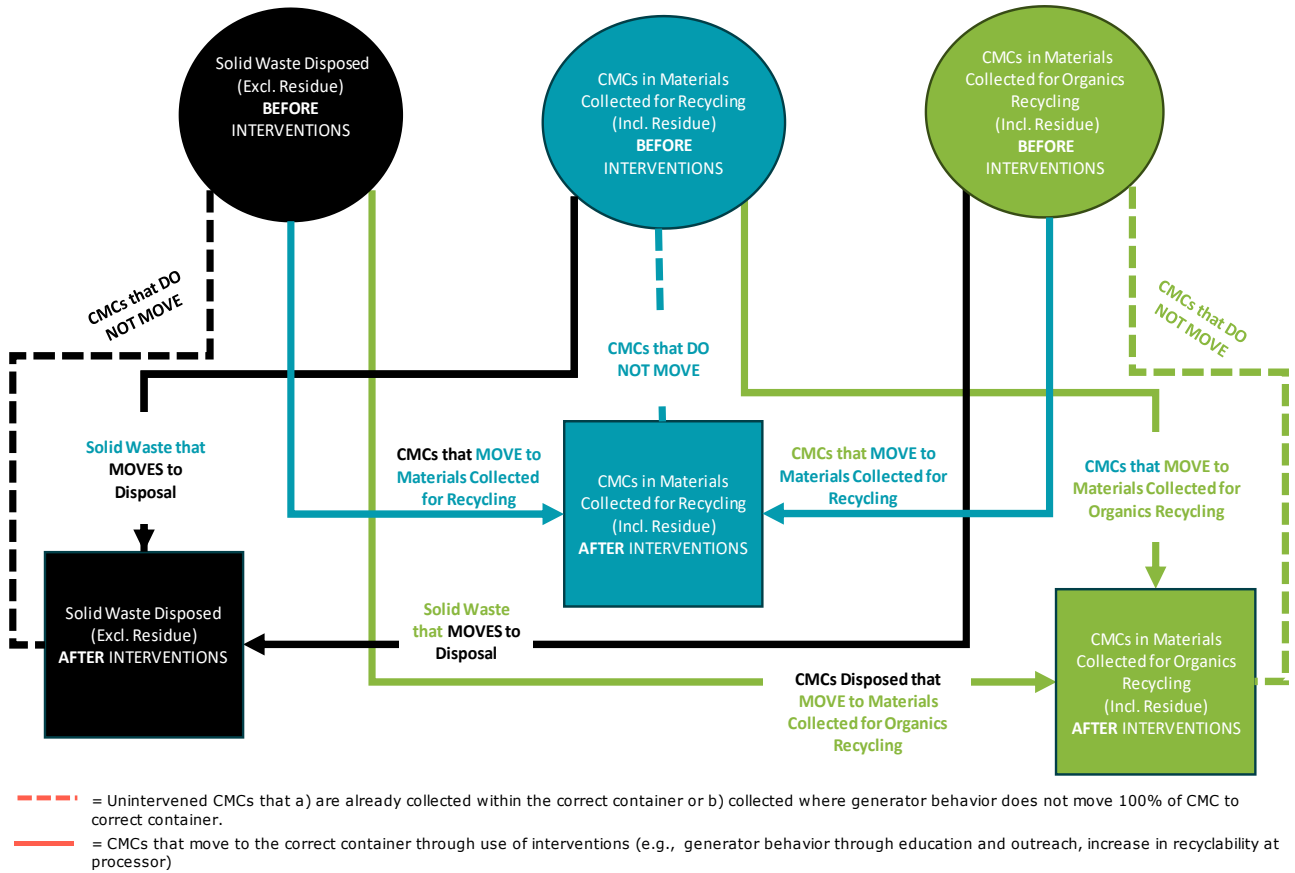 Solid Waste Disposed
(Excl. Residue)
BEFORE
INTERVENTIONS
CMCs in Materials
Collected for Recycling
(Incl. Residue)
BEFORE
INTERVENTIONS
CMCs in Materials
Collected for Organics
Recycling
(Incl. Residue)
BEFORE
INTERVENTIONS
CMCs that DO
NOT MOVE
CMCs that DO
NOT MOVE
CMCs that DO
NOT MOVE
Solid Waste that
MOVES to
Disposal
CMCs that MOVE to
Materials Collected
for Recycling
CMCs that MOVE to
Materials Collected for
Recycling
CMCs that MOVE to
Materials Collected for
Organics Recycling
CMCs in Materials
Collected for Recycling
(Incl. Residue)
AFTER INTERVENTIONS
Solid Waste Disposed
(Excl. Residue)
AFTER INTERVENTIONS
Solid Waste
that MOVES to
Disposal
CMCs Disposed that
MOVE to Materials
Collected for Organics
Recycling
CMCs in Materials
Collected for Organics
Recycling
(Incl. Residue)
AFTER INTERVENTIONS
= Unintervened CMCs that a) are already collected within the correct container or b) collected where generator behavior does not move 100% of CMC to
correct container.
= CMCs that move to the correct container through use of interventions (e.g., generator behavior through education and outreach, increase in recyclability at
processor)